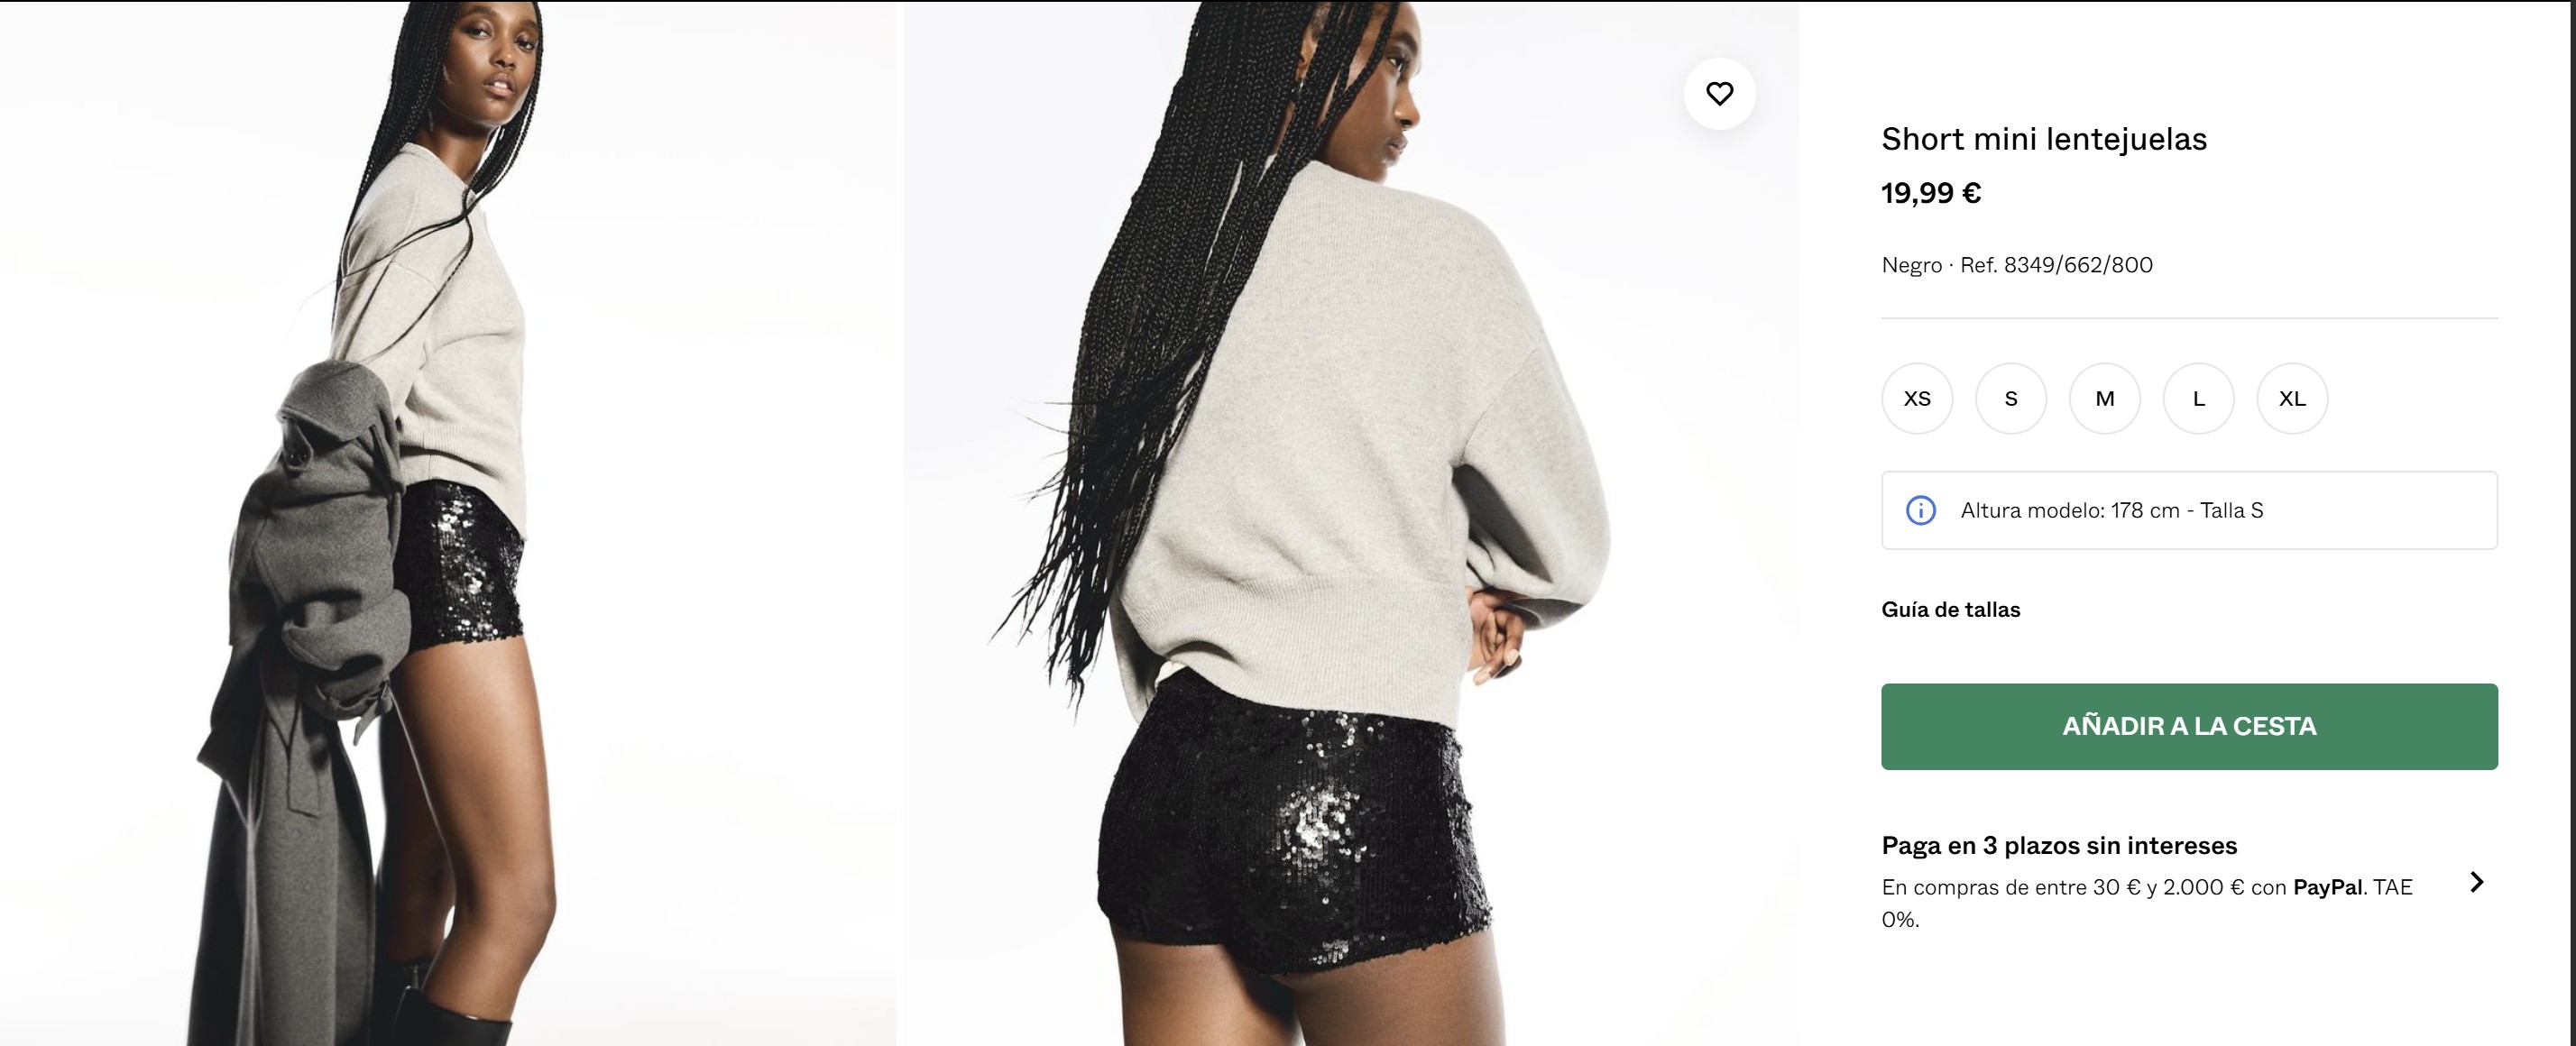 Short mini lentejuelas
19,99 €
Negro · Ref. 8349/662/800
XS S M L XL
Altura modelo: 178 cm - Talla S
Guía de tallas
AÑADIR A LA CESTA
Paga en 3 plazos sin intereses
En compras de entre 30 € y 2.000 € con PayPal. TAE
0%.